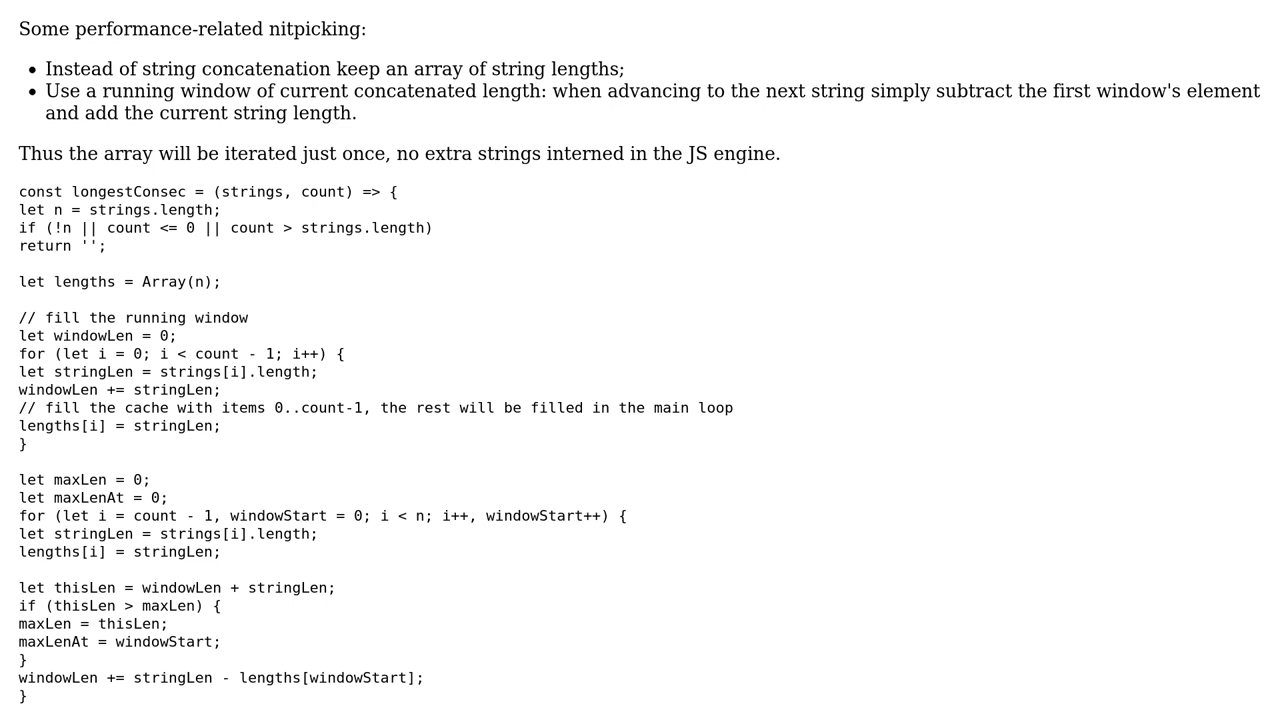 Some performance-related nitpicking:
• Instead of string concatenation keep an array of string lengths;
• Use a running window of current concatenated length: when advancing to the next string simply subtract the first window's element
and add the current string length.
Thus the array will be iterated just once, no extra strings interned in the JS engine.
const longestConsec = (strings, count) => {
let n = strings.length;
if (!n || count <= 0 || count > strings.length)
return '';
let lengths = Array(n);
// fill the running window
let windowLen = 0;
for (let i = 0; i < count - 1; i++) {
let stringLen = strings[i].length;
windowLen += stringLen;
// fill the cache with items 0..count-1, the rest will be filled in the main loop
lengths[i] = stringLen;
}
let maxLen = 0;
let maxLenAt = 0;
for (let i = count - 1, windowStart = 0; i < n; i++, windowStart++) {
let stringLen = strings[i].length;
lengths[i] = stringLen;
let thisLen = windowLen + stringLen;
if (thisLen > maxLen) {
maxLen = thisLen;
maxLenAt = windowStart;
}
windowLen += stringLen - lengths[windowStart];
}